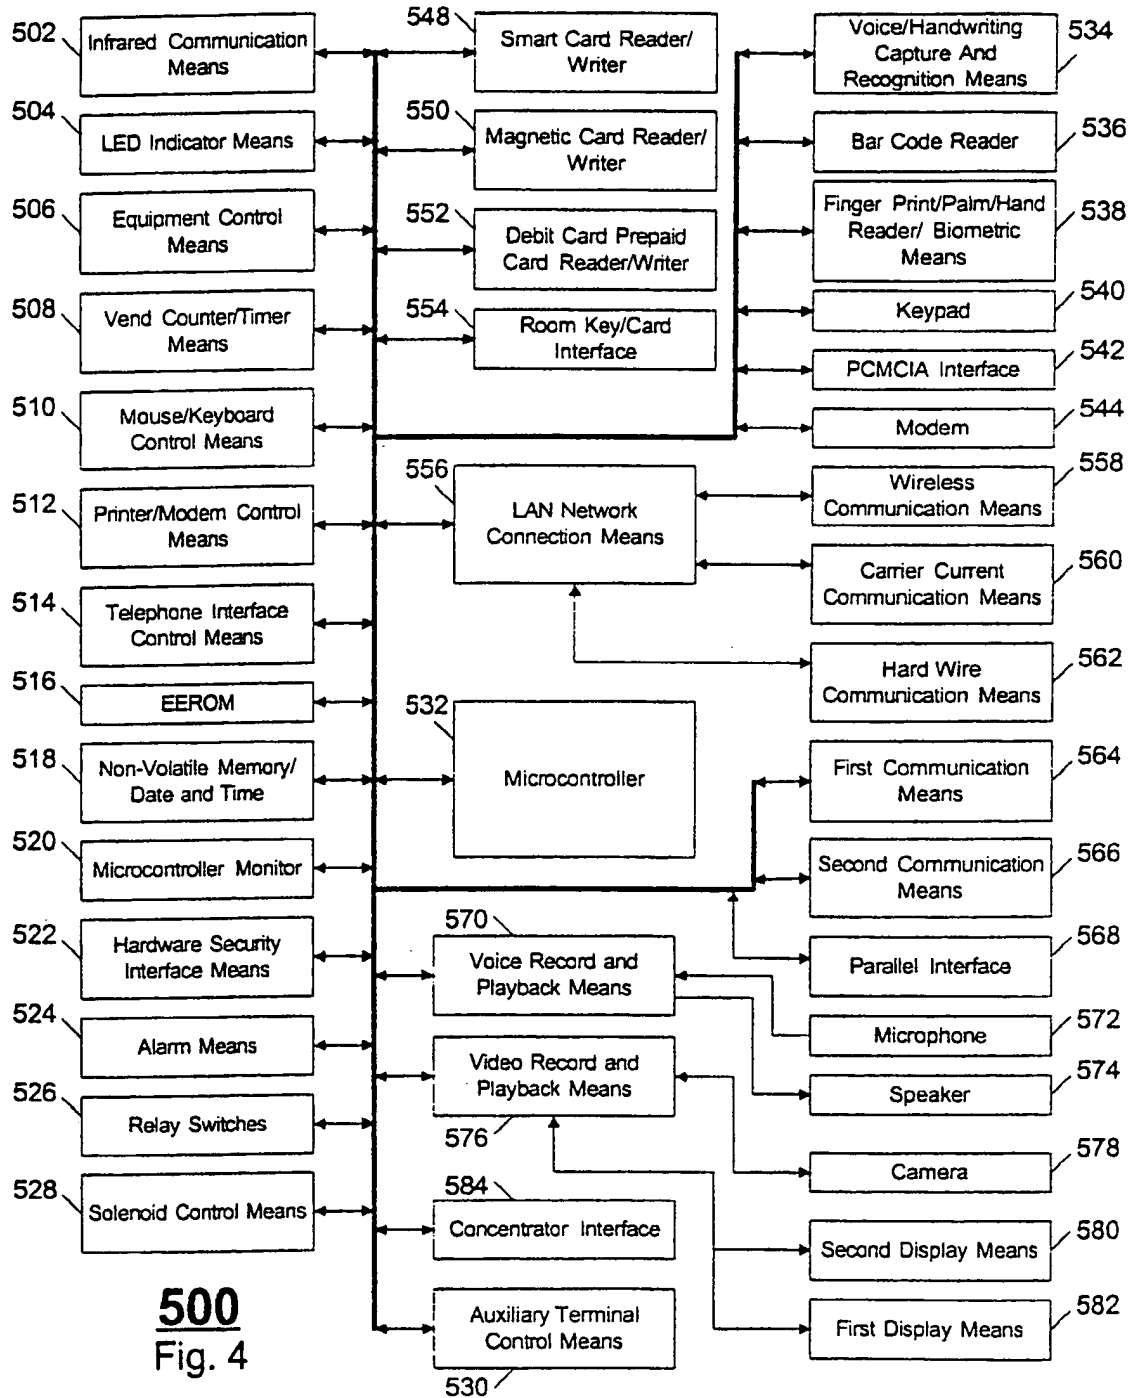 502
Infrared Communication
Means
504
LED Indicator Means
506
Equipment Control
Means
508
Vend Counter/Timer
Means
510
Mouse/Keyboard
Control Means
512
Printer/Modem Control
Means
514
Telephone Interface
Control Means
516
EEROM
518
Non-Volatile Memory/
Date and Time
520
Microcontroller Monitor
522
Hardware Security
Interface Means
524
Alarm Means
526
Relay Switches
528
Solenoid Control Means
548
Smart Card Reader/
Writer
550
Magnetic Card Reader/
Writer
552
Debit Card Prepaid
Card Reader/Writer
554
Room Key/Card
Interface
556
LAN Network
Connection Means
532
Microcontroller
570
Voice Record and
Playback Means
Video Record and
Playback Means
576
584
Concentrator Interface
Auxiliary Terminal
Control Means
530
Voice/Handwriting
Capture And
Recognition Means
534
Bar Code Reader
536
Finger Print/Palm/Hand
Reader/ Biometric
Means
538
Keypad
540
PCMCIA Interface
542
Modem
544
Wireless
Communication Means
558
Carrier Current
Communication Means
560
Hard Wire
Communication Means
562
First Communication
Means
564
Second Communication
Means
566
Parallel Interface
568
Microphone
572
Speaker
574
Camera
578
Second Display Means
580
First Display Means
582
500
Fig. 4